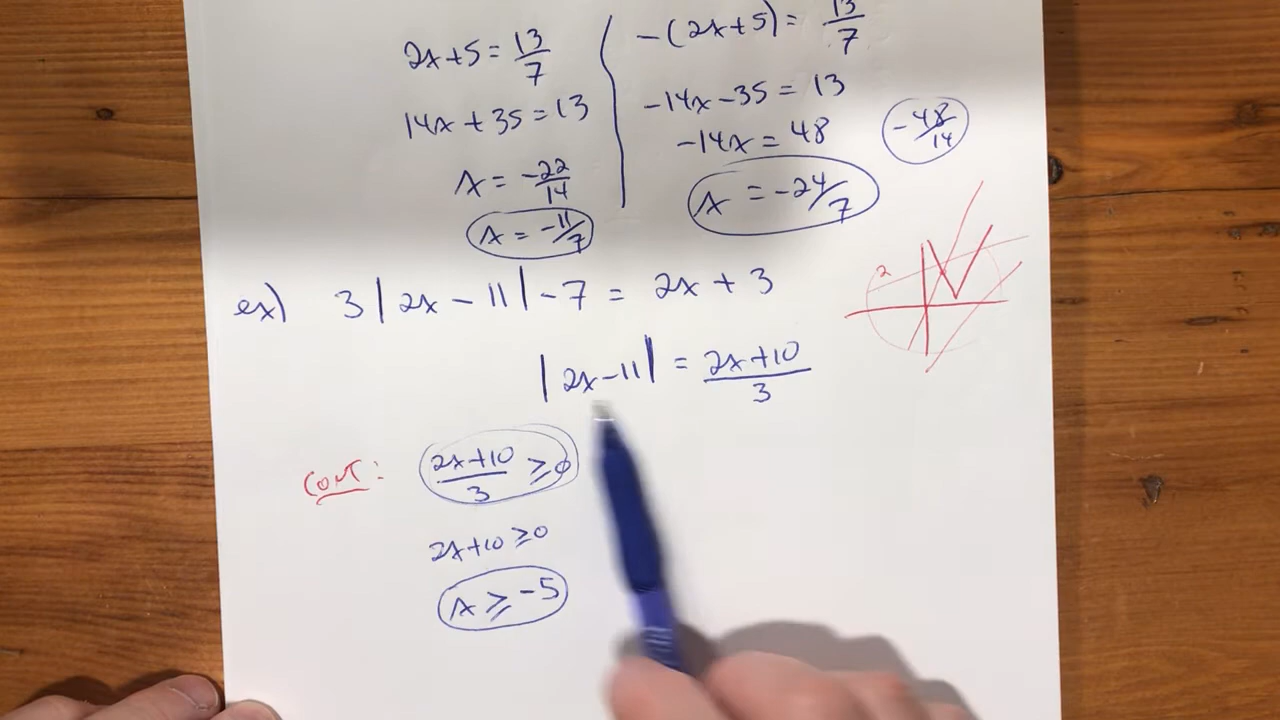 2x+5 = 13/7
14x + 35 = 13
x = -22/14
x = -11/7
-(2x+5) = 13/7
-14x - 35 = 13
-14x = 48
-48/14
x = -24/7
ex) 3|2x - 11| - 7 = 2x + 3
2
|2x-11| = (2x+10)/3
(2x+10)/3 ≥ 0
2x+10 ≥ 0
x ≥ -5